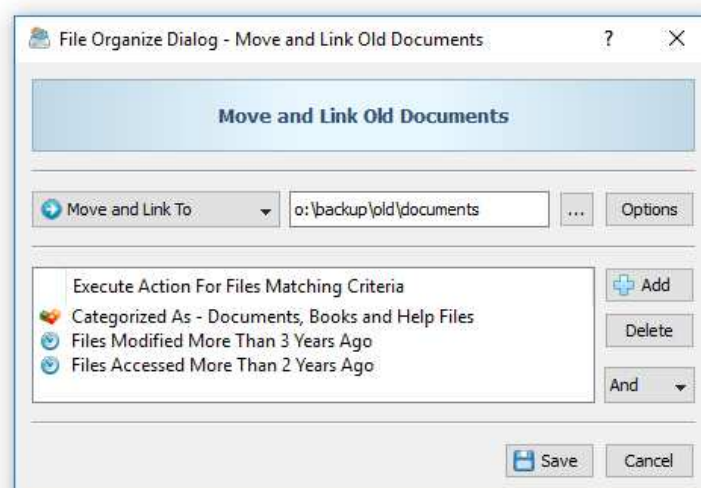 File Organize Dialog - Move and Link Old Documents ?
Move and Link Old Documents
Move and Link To o:\backup\old\documents ... Options
Execute Action For Files Matching Criteria
Add
Categorized As - Documents, Books and Help Files
Files Modified More Than 3 Years Ago
Delete
Files Accessed More Than 2 Years Ago
And
Save Cancel